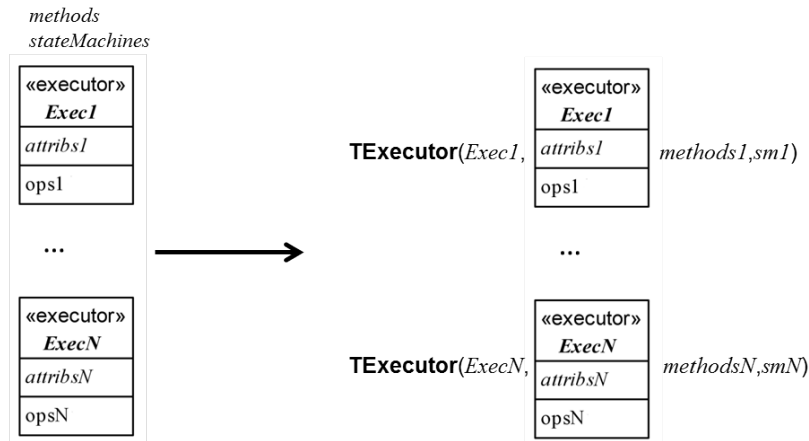 methods
stateMachines
«executor»
Exec1
attribs1
ops1
...
«executor»
ExecN
attribsN
opsN
TExecutor(Exec1,
«executor»
Exec1
attribs1
ops1
methods1,sm1)
...
TExecutor(ExecN,
«executor»
ExecN
attribsN
opsN
methodsN,smN)